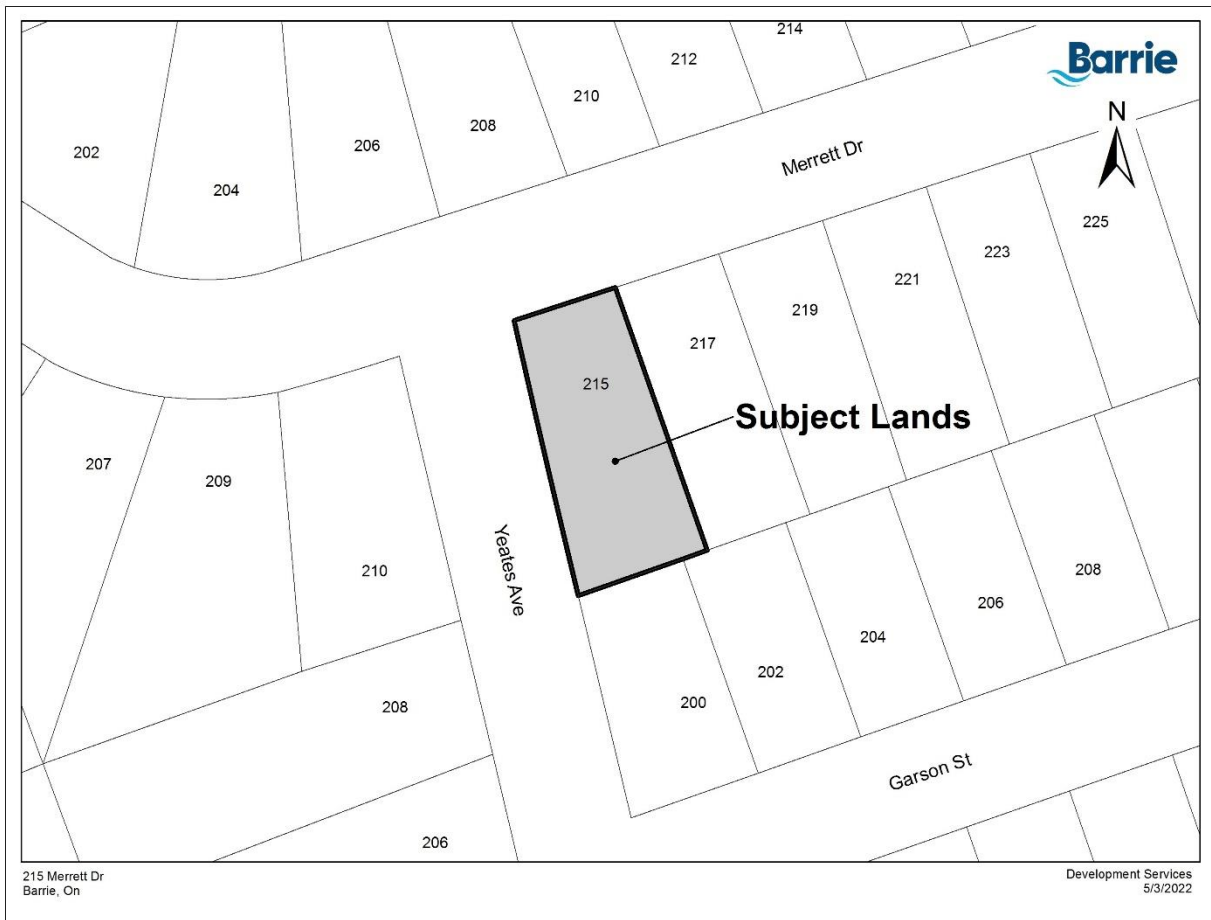 214
Barrie
212
210
N
208
Merrett Dr
206
202
204
225
223
221
219
217
215
Subject Lands
207
209
Yeates Ave
210
208
206
204
202
200
208
Garson St
206
215 Merrett Dr
Barrie, On
Development Services
5/3/2022